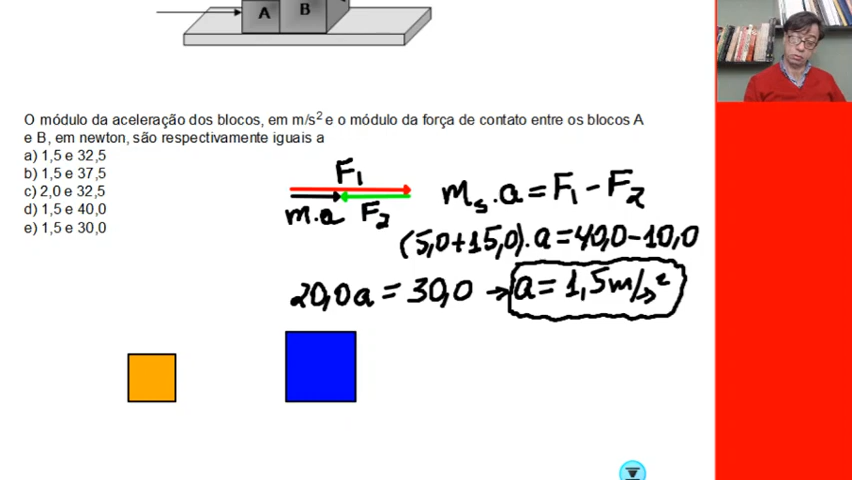 A B
O módulo da aceleração dos blocos, em m/s² e o módulo da força de contato entre os blocos A
e B, em newton, são respectivamente iguais a
a) 1,5 e 32,5
b) 1,5 e 37,5
c) 2,0 e 32,5
d) 1,5 e 40,0
e) 1,5 e 30,0
F₁
m.a F₂
mₛ.a = F₁ - F₂
(5,0+15,0).a = 40,0-10,0
20,0a = 30,0 → a = 1,5m/s²